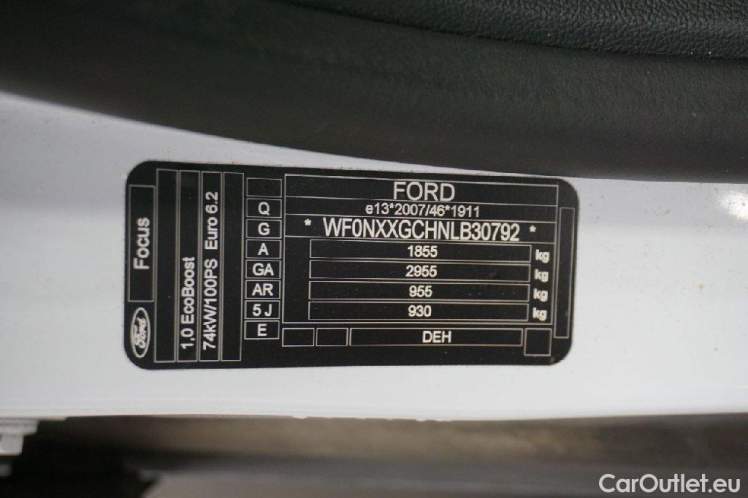 FORD
e13*2007/46*1911
* WF0NXXGCHNLB30792 *
1855 kg
2955 kg
955 kg
930 kg
DEH
Q
G
A
GA
AR
5 J
E
Focus
1,0 EcoBoost
74kW/100PS Euro 6.2
Ford
CarOutlet.eu